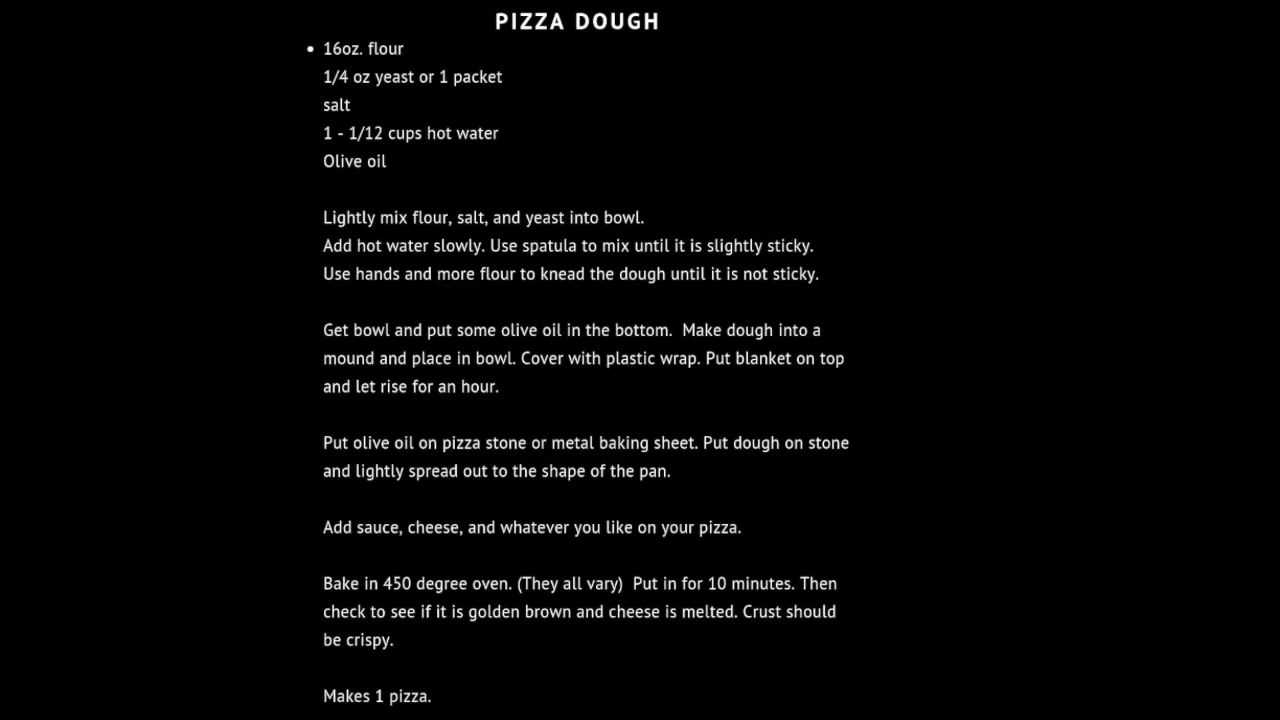 PIZZA DOUGH
• 16oz. flour
1/4 oz yeast or 1 packet
salt
1 - 1/12 cups hot water
Olive oil
Lightly mix flour, salt, and yeast into bowl.
Add hot water slowly. Use spatula to mix until it is slightly sticky.
Use hands and more flour to knead the dough until it is not sticky.
Get bowl and put some olive oil in the bottom.  Make dough into a
mound and place in bowl. Cover with plastic wrap. Put blanket on top
and let rise for an hour.
Put olive oil on pizza stone or metal baking sheet. Put dough on stone
and lightly spread out to the shape of the pan.
Add sauce, cheese, and whatever you like on your pizza.
Bake in 450 degree oven. (They all vary)  Put in for 10 minutes. Then
check to see if it is golden brown and cheese is melted. Crust should
be crispy.
Makes 1 pizza.